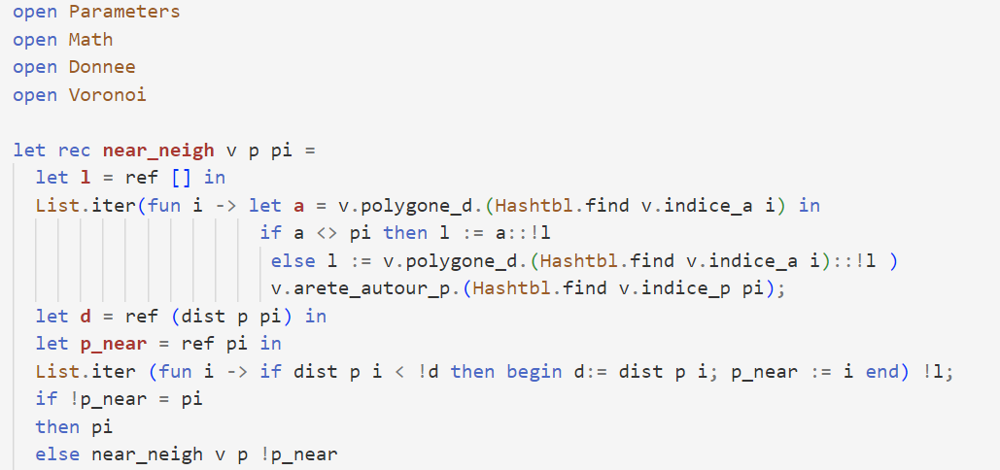 open Parameters
open Math
open Donnee
open Voronoi
let rec near_neigh v p pi =
let l = ref [] in
List.iter(fun i -> let a = v.polygone_d.(Hashtbl.find v.indice_a i) in
if a <> pi then l := a::!l
else l := v.polygone_d.(Hashtbl.find v.indice_a i)::!l )
v.arete_autour_p.(Hashtbl.find v.indice_p pi);
let d = ref (dist p pi) in
let p_near = ref pi in
List.iter (fun i -> if dist p i < !d then begin d:= dist p i; p_near := i end) !l;
if !p_near = pi
then pi
else near_neigh v p !p_near